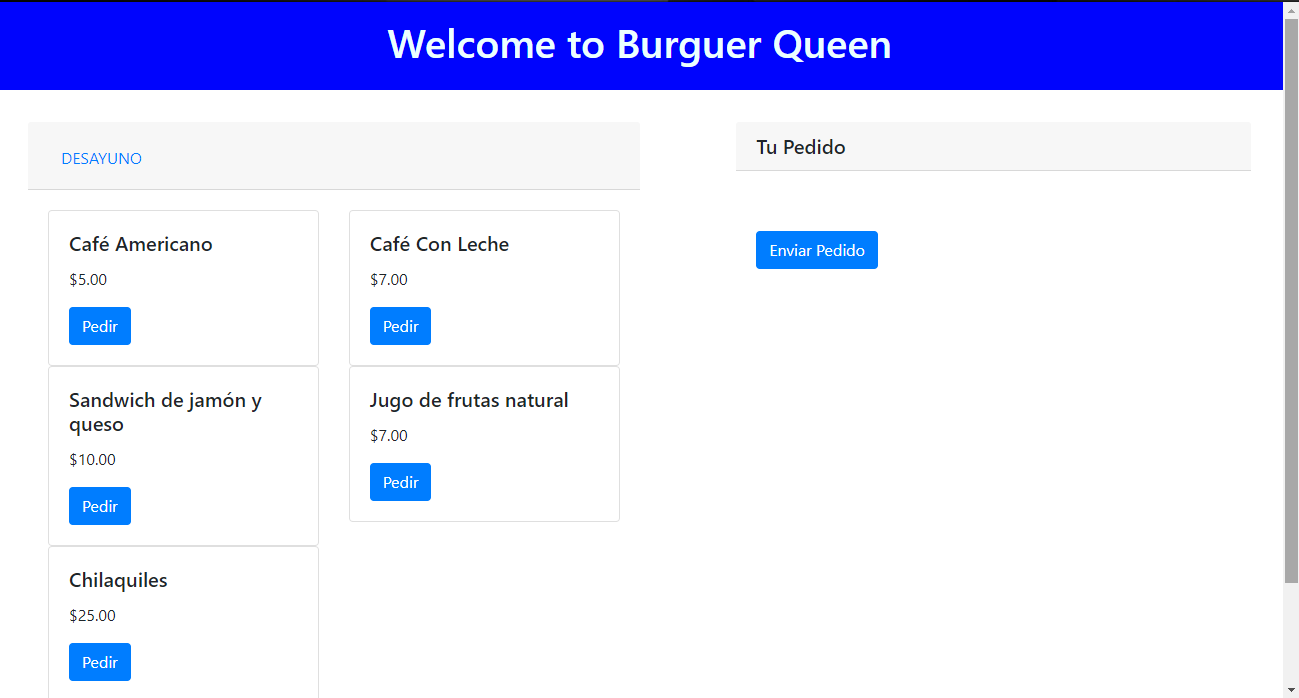 Welcome to Burguer Queen
DESAYUNO
Café Americano
$5.00
Pedir
Café Con Leche
$7.00
Pedir
Sandwich de jamón y
queso
$10.00
Pedir
Jugo de frutas natural
$7.00
Pedir
Chilaquiles
$25.00
Pedir
Tu Pedido
Enviar Pedido